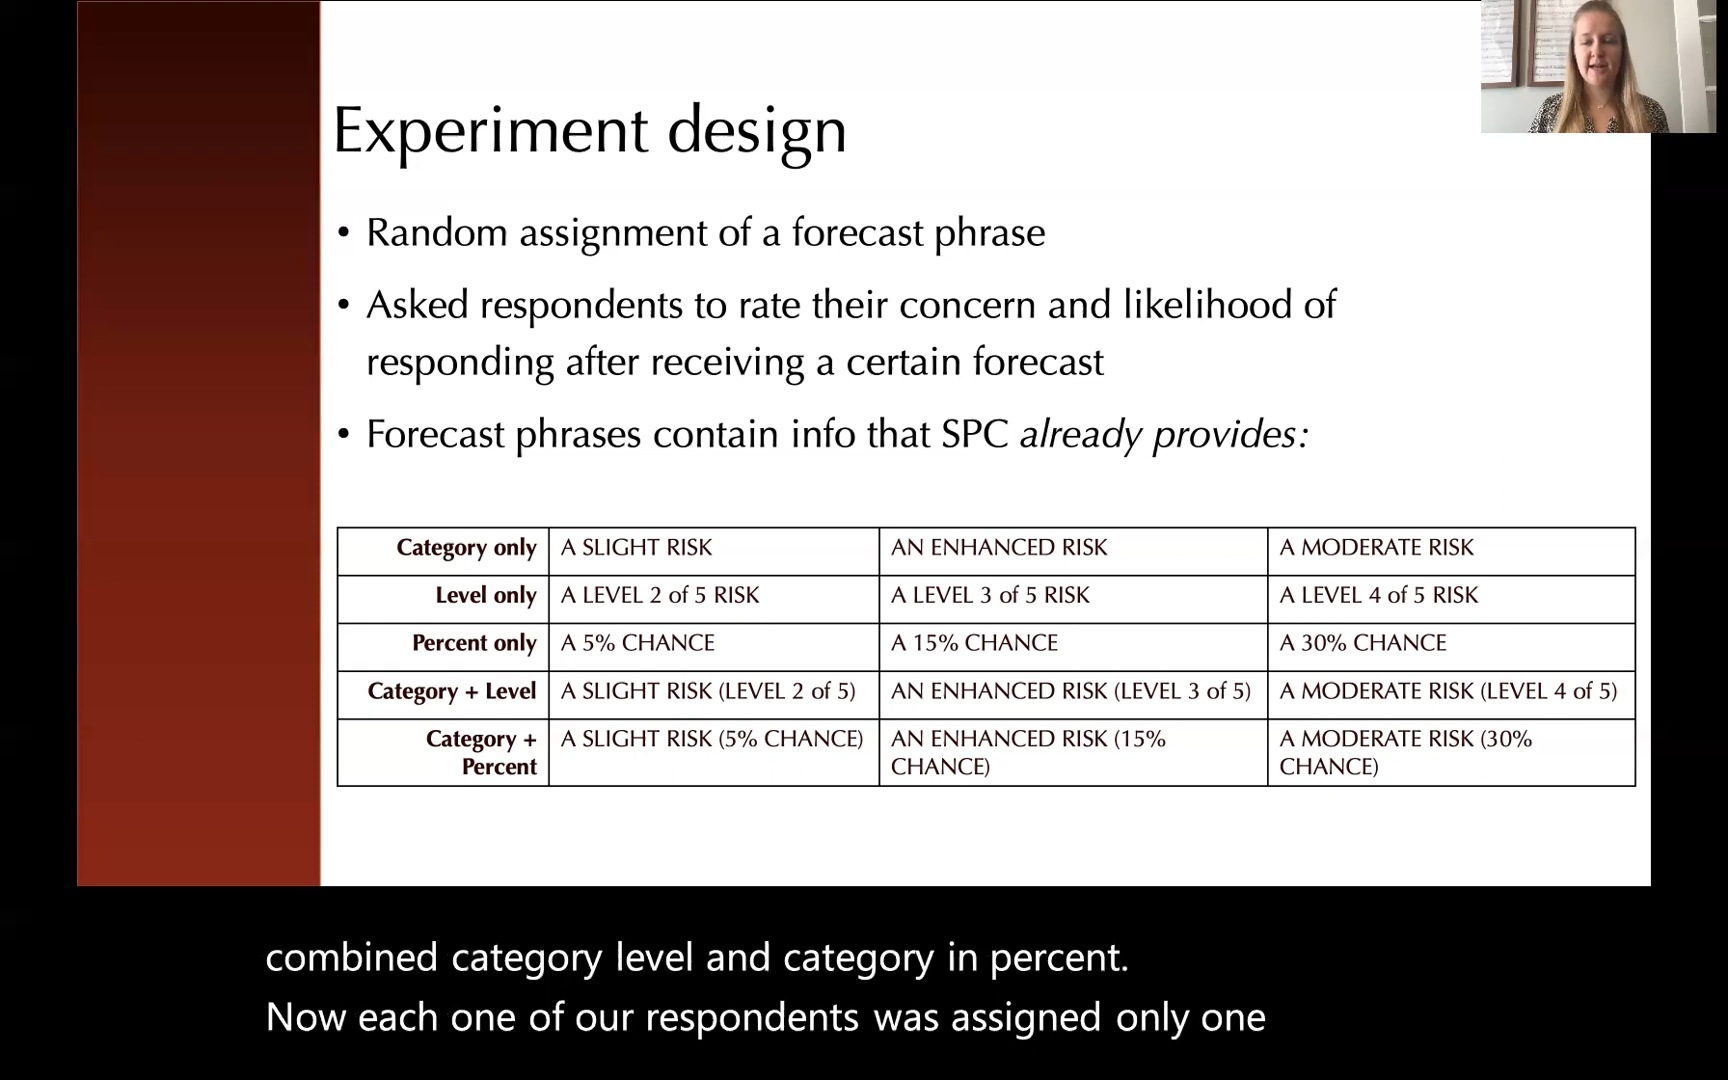 Experiment design
• Random assignment of a forecast phrase
• Asked respondents to rate their concern and likelihood of
responding after receiving a certain forecast
• Forecast phrases contain info that SPC already provides:
Category only A SLIGHT RISK AN ENHANCED RISK A MODERATE RISK
Level only A LEVEL 2 of 5 RISK A LEVEL 3 of 5 RISK A LEVEL 4 of 5 RISK
Percent only A 5% CHANCE A 15% CHANCE A 30% CHANCE
Category + Level A SLIGHT RISK (LEVEL 2 of 5) AN ENHANCED RISK (LEVEL 3 of 5) A MODERATE RISK (LEVEL 4 of 5)
Category + A SLIGHT RISK (5% CHANCE) AN ENHANCED RISK (15% A MODERATE RISK (30%
Percent CHANCE) CHANCE)
combined category level and category in percent.
Now each one of our respondents was assigned only one